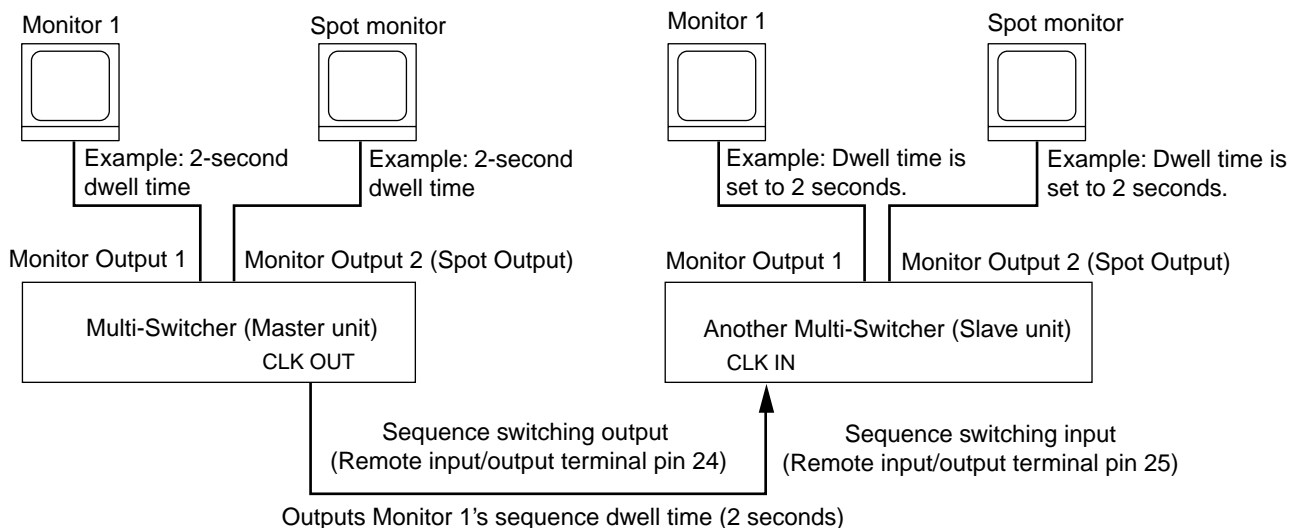 Monitor 1
Spot monitor
Monitor 1
Spot monitor
Example: 2-second
dwell time
Example: 2-second
dwell time
Example: Dwell time is
set to 2 seconds.
Example: Dwell time is
set to 2 seconds.
Monitor Output 1
Monitor Output 2 (Spot Output)
Monitor Output 1
Monitor Output 2 (Spot Output)
Multi-Switcher (Master unit)
CLK OUT
Another Multi-Switcher (Slave unit)
CLK IN
Sequence switching output
(Remote input/output terminal pin 24)
Sequence switching input
(Remote input/output terminal pin 25)
Outputs Monitor 1's sequence dwell time (2 seconds)